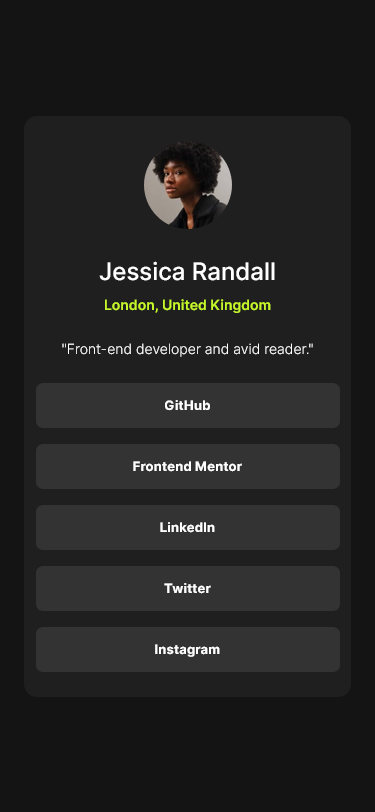 Jessica Randall
London, United Kingdom
"Front-end developer and avid reader."
GitHub
Frontend Mentor
LinkedIn
Twitter
Instagram